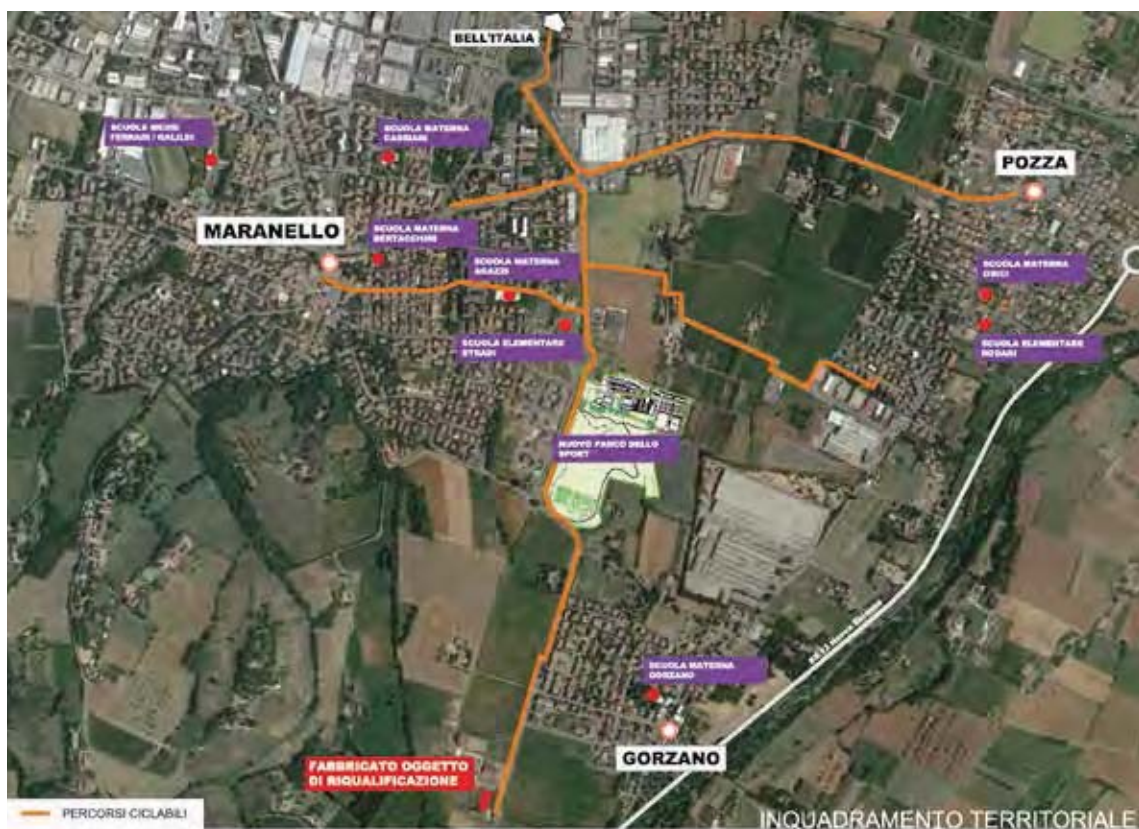 BELL'ITALIA
SCUOLA MEDIE
FERRARI / GALILEI
SCUOLA MATERNA
CASSIANI
POZZA
MARANELLO
SCUOLA MATERNA
BERTACCHINI
SCUOLA MATERNA
AGAZZI
SCUOLA MATERNA
SCUOLA ELEMENTARE
STRADI
SCUOLA ELEMENTARE
RODARI
NUOVO PARCO DELLO
SPORT
SCUOLA MATERNA
GORZANO
GORZANO
FABBRICATO OGGETTO
DI RIQUALIFICAZIONE
PERCORSI CICLABILI
INQUADRAMENTO TERRITORIALE